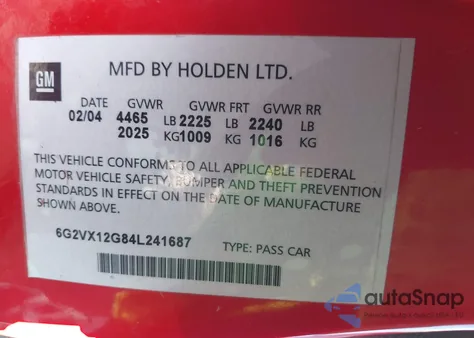 GM
MFD BY HOLDEN LTD.
DATE GVWR GVWR FRT GVWR RR
02/04 4465 LB 2225 LB 2240 LB
2025 KG 1009 KG 1016 KG
THIS VEHICLE CONFORMS TO ALL APPLICABLE FEDERAL
MOTOR VEHICLE SAFETY, BUMPER AND THEFT PREVENTION
STANDARDS IN EFFECT ON THE DATE OF MANUFACTURE
SHOWN ABOVE.
6G2VX12G84L241687 TYPE: PASS CAR
autoSnap